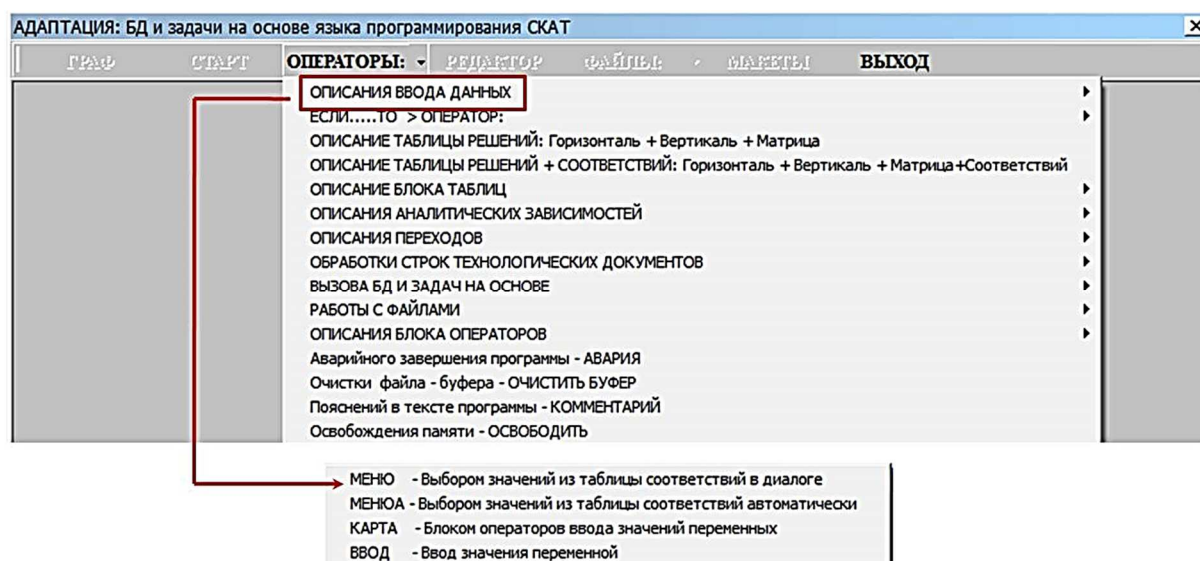 АДАПТАЦИЯ: БД и задачи на основе языка программирования СКАТ
ГРАФ СТАРТ ОПЕРАТОРЫ: РЕДАКТОР ФАЙЛЫ: МАКЕТЫ ВЫХОД
ОПИСАНИЯ ВВОДА ДАННЫХ
ЕСЛИ.....ТО > ОПЕРАТОР:
ОПИСАНИЕ ТАБЛИЦЫ РЕШЕНИЙ: Горизонталь + Вертикаль + Матрица
ОПИСАНИЕ ТАБЛИЦЫ РЕШЕНИЙ + СООТВЕТСТВИЙ: Горизонталь + Вертикаль + Матрица+Соответствий
ОПИСАНИЕ БЛОКА ТАБЛИЦ
ОПИСАНИЯ АНАЛИТИЧЕСКИХ ЗАВИСИМОСТЕЙ
ОПИСАНИЯ ПЕРЕХОДОВ
ОБРАБОТКИ СТРОК ТЕХНОЛОГИЧЕСКИХ ДОКУМЕНТОВ
ВЫЗОВА БД И ЗАДАЧ НА ОСНОВЕ
РАБОТЫ С ФАЙЛАМИ
ОПИСАНИЯ БЛОКА ОПЕРАТОРОВ
Аварийного завершения программы - АВАРИЯ
Очистки файла - буфера - ОЧИСТИТЬ БУФЕР
Пояснений в тексте программы - КОММЕНТАРИЙ
Освобождения памяти - ОСВОБОДИТЬ
МЕНЮ - Выбором значений из таблицы соответствий в диалоге
МЕНЮА - Выбором значений из таблицы соответствий автоматически
КАРТА - Блоком операторов ввода значений переменных
ВВОД - Ввод значения переменной